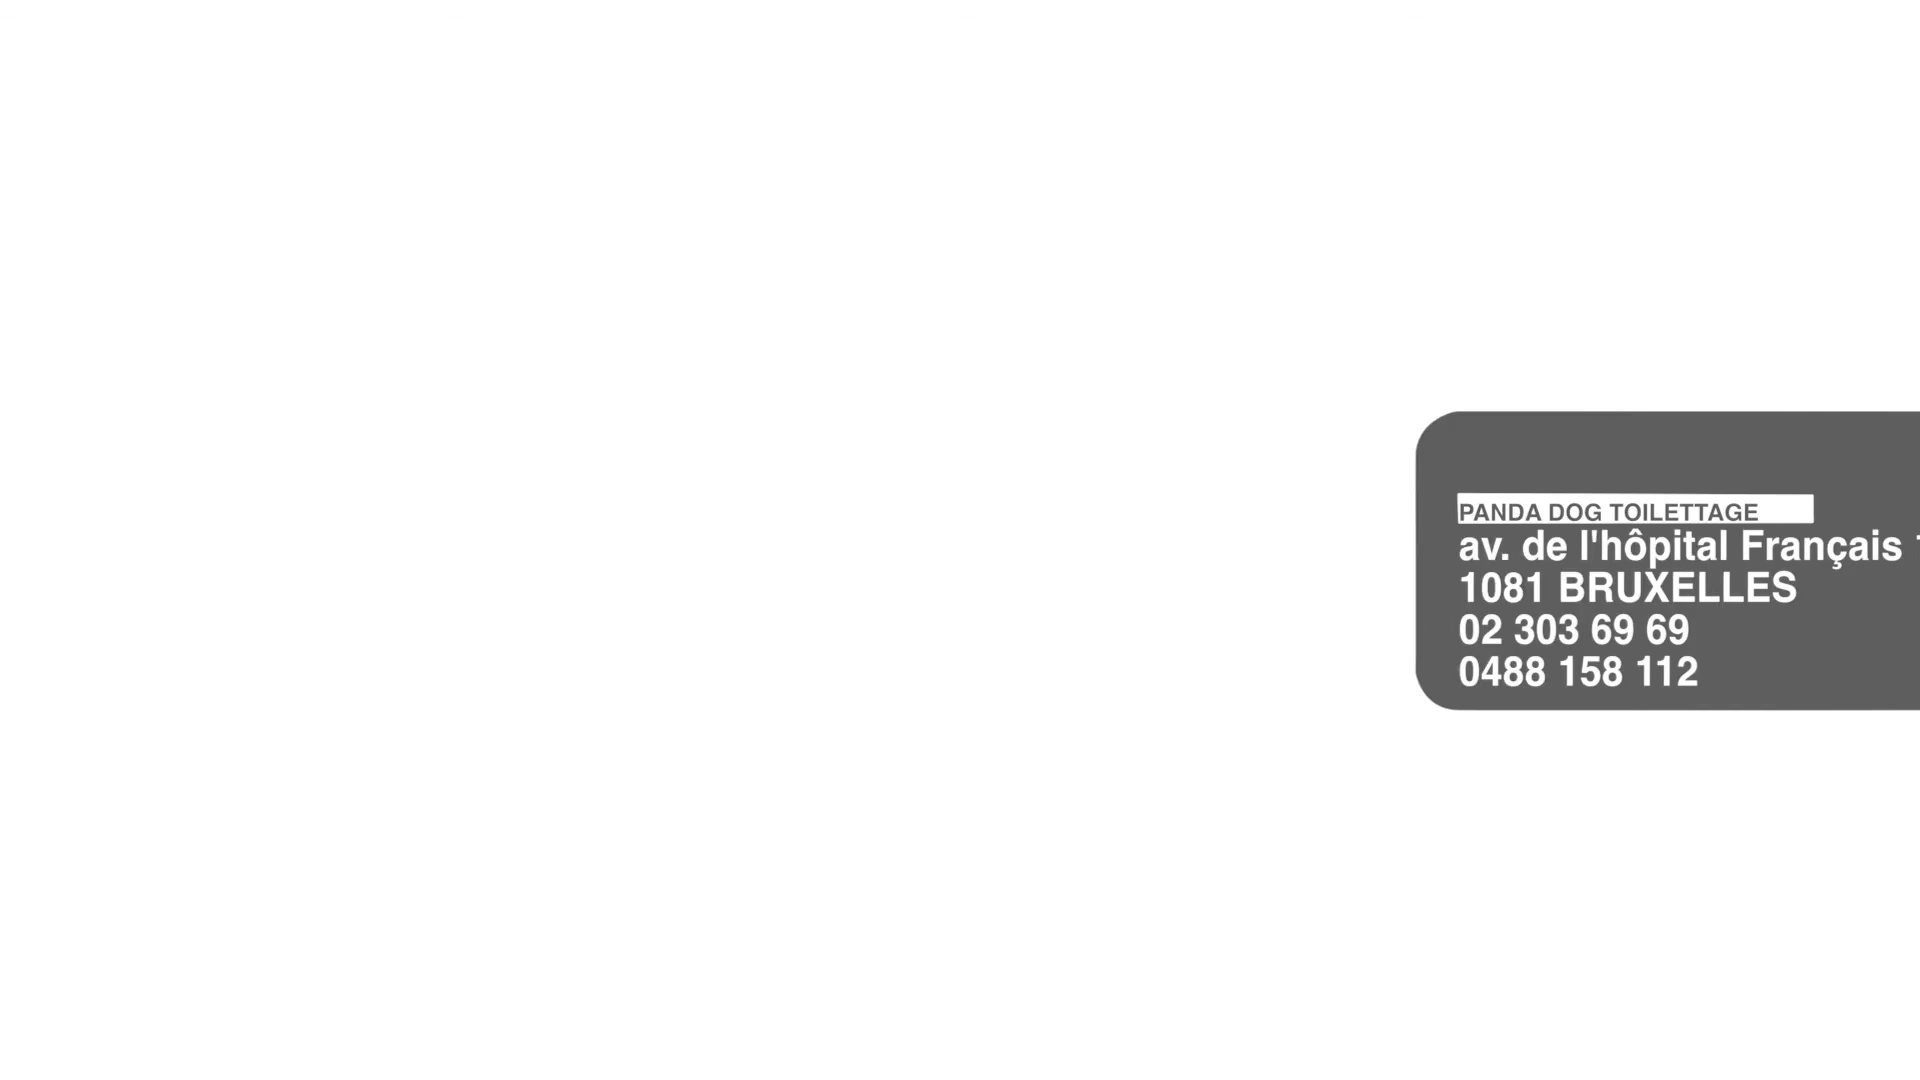 PANDA DOG TOILETTAGE
av. de l'hôpital Français
1081 BRUXELLES
02 303 69 69
0488 158 112